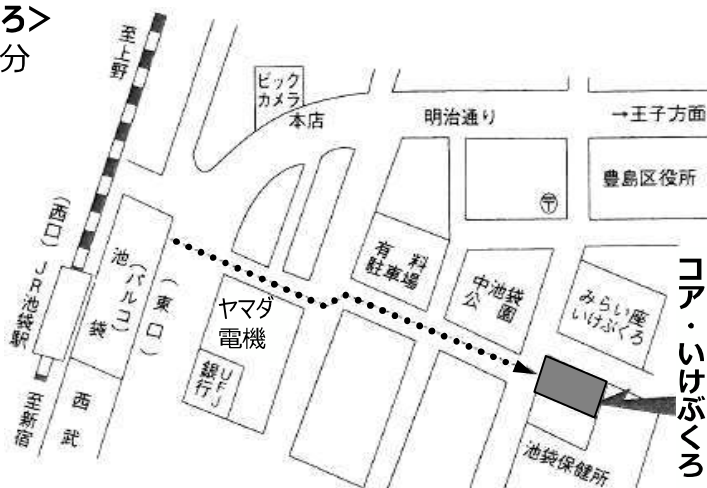 ろ>
分
至上野
ビック
カメラ
本店
明治通り
→王子方面
豊島区役所
〒
(西口)JR池袋駅
池袋
(パルコ)
(東口)
有料
駐車場
中池袋
公園
みらい座
いけぶくろ
ヤマダ
電機
UFJ
銀行
コア・いけぶくろ
池袋保健所
至新宿
西武